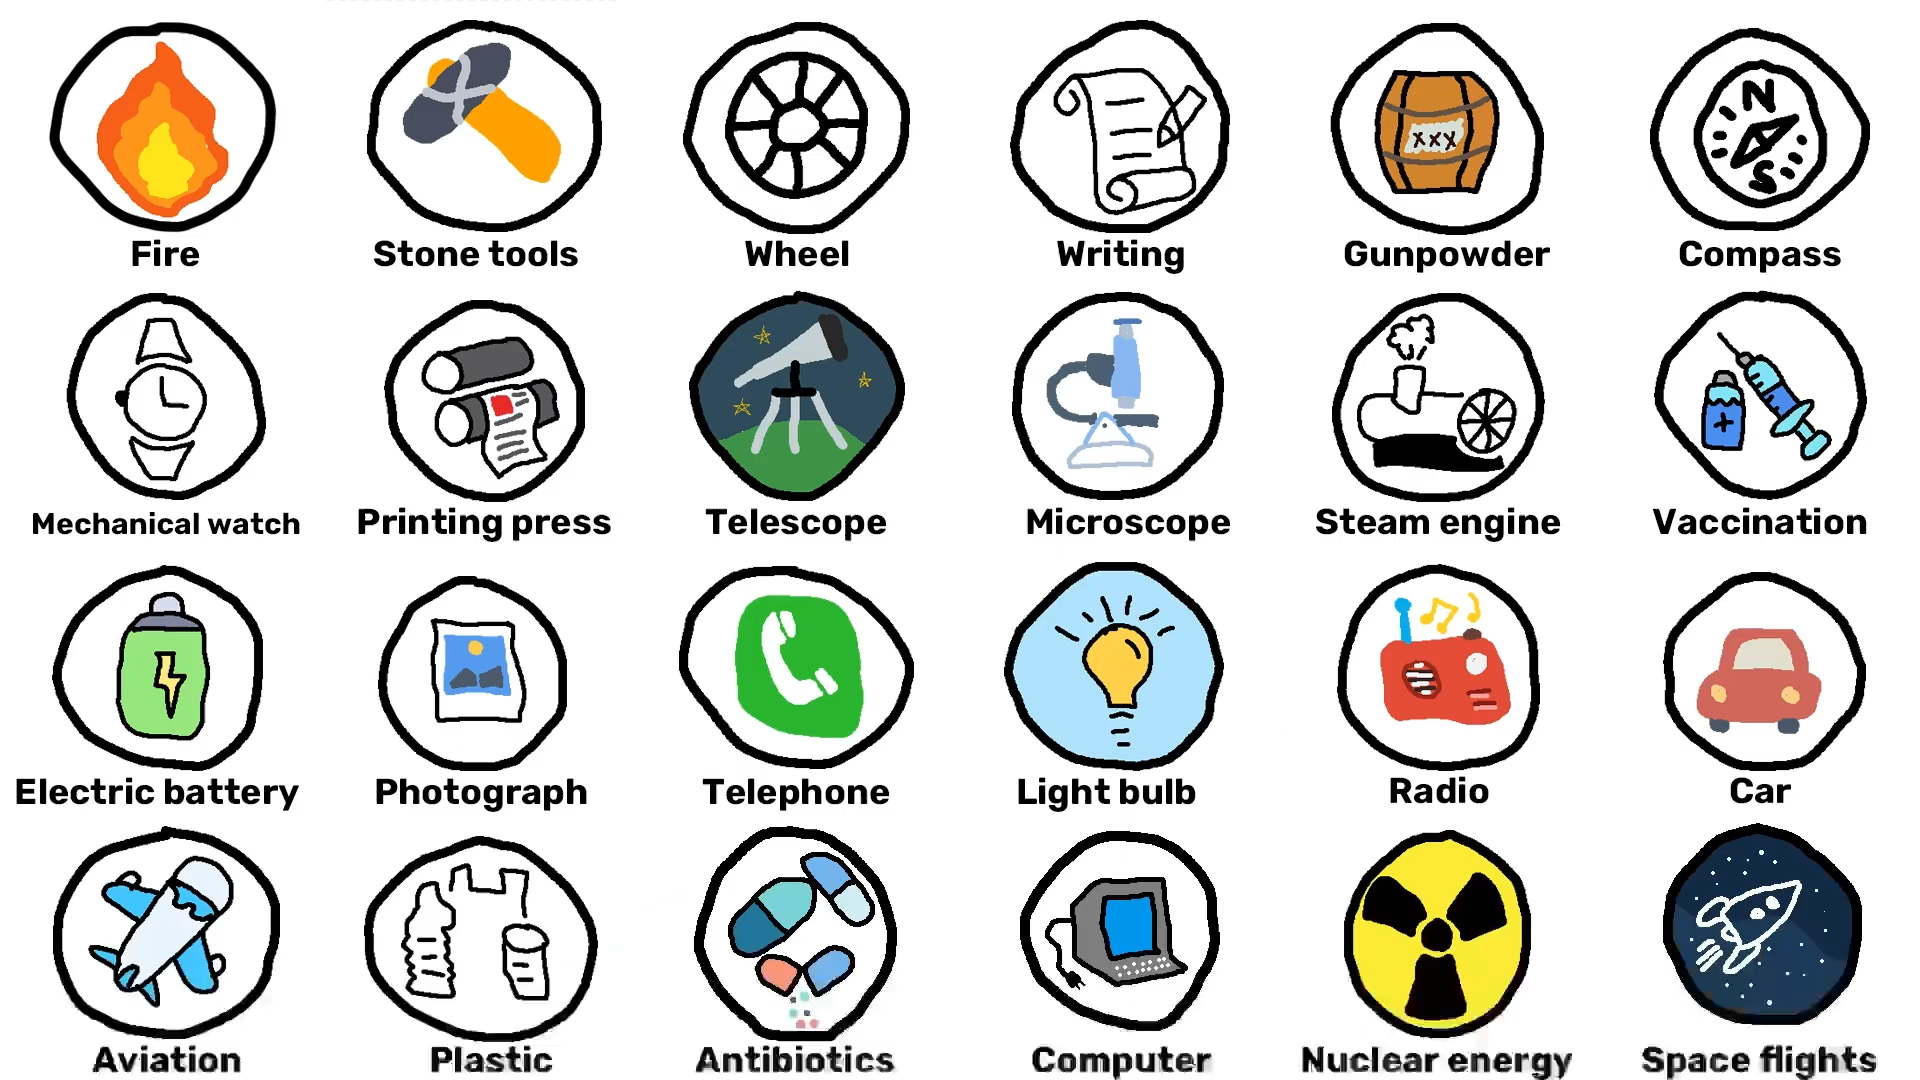 Fire
Stone tools
Wheel
Writing
XXX
Gunpowder
N
S
Compass
Mechanical watch
Printing press
Telescope
Microscope
Steam engine
Vaccination
Electric battery
Photograph
Telephone
Light bulb
Radio
Car
Aviation
Plastic
Antibiotics
Computer
Nuclear energy
Space flights